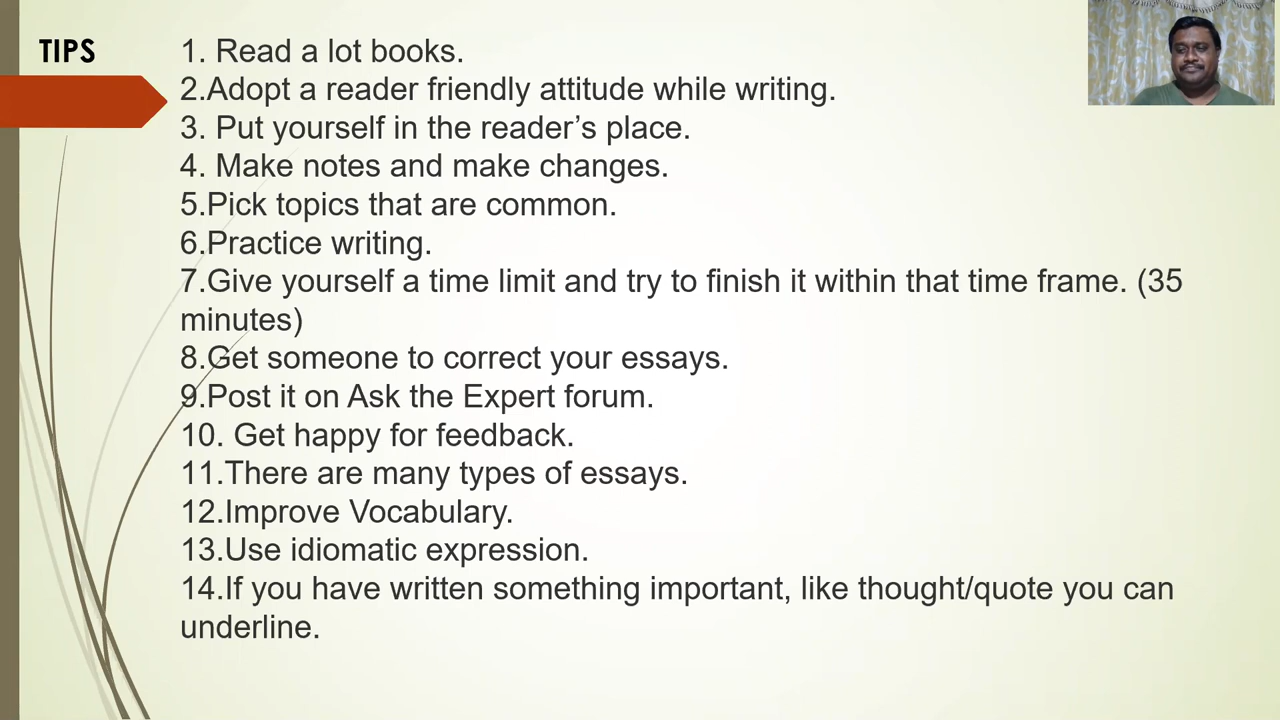 TIPS
1. Read a lot books.
2.Adopt a reader friendly attitude while writing.
3. Put yourself in the reader’s place.
4. Make notes and make changes.
5.Pick topics that are common.
6.Practice writing.
7.Give yourself a time limit and try to finish it within that time frame. (35
minutes)
8.Get someone to correct your essays.
9.Post it on Ask the Expert forum.
10. Get happy for feedback.
11.There are many types of essays.
12.Improve Vocabulary.
13.Use idiomatic expression.
14.If you have written something important, like thought/quote you can
underline.